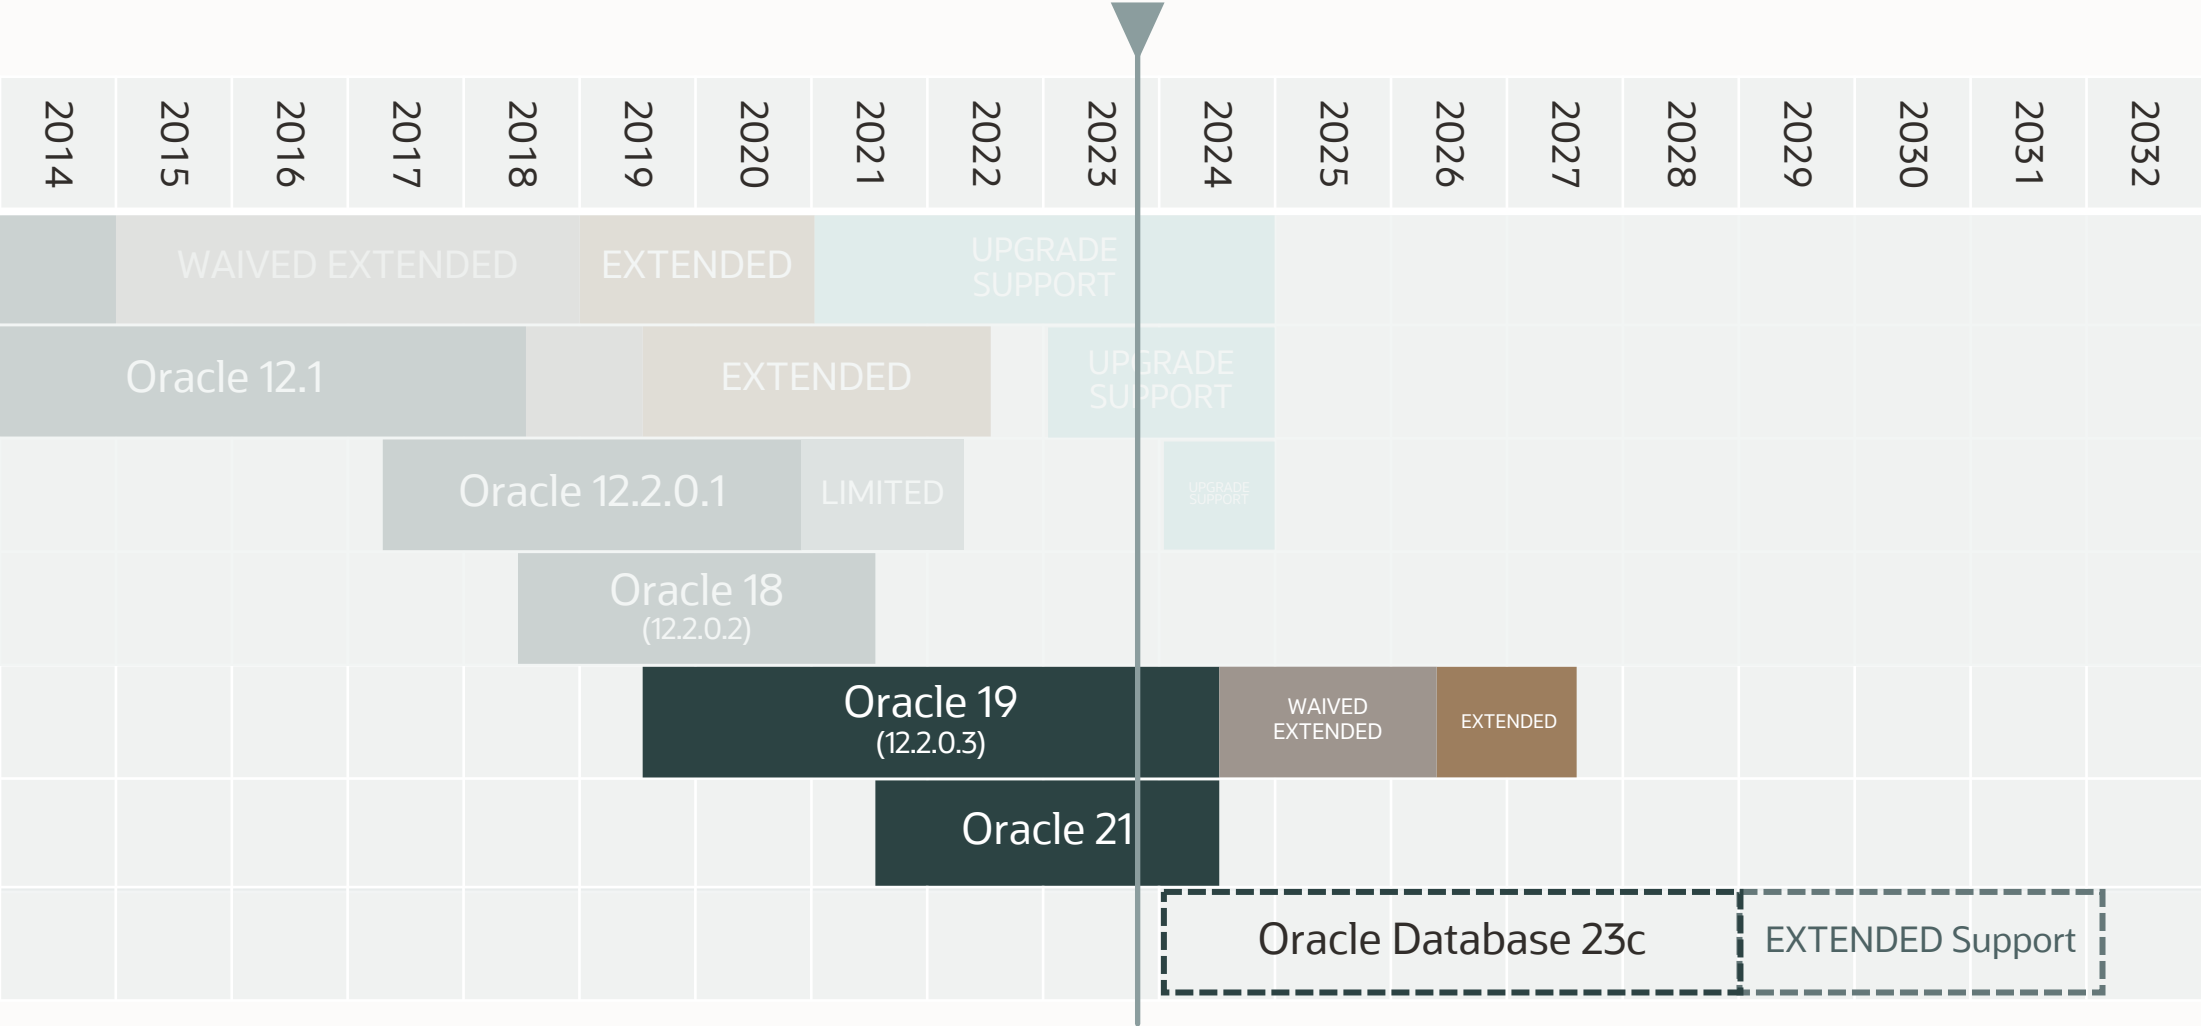 2014
2015
2016
2017
2018
2019
2020
2021
2022
2023
2024
2025
2026
2027
2028
2029
2030
2031
2032
WAIVED EXTENDED
EXTENDED
UPGRADE
SUPPORT
Oracle 12.1
EXTENDED
UPGRADE
SUPPORT
Oracle 12.2.0.1
LIMITED
UPGRADE
SUPPORT
Oracle 18
(12.2.0.2)
Oracle 19
(12.2.0.3)
WAIVED
EXTENDED
EXTENDED
Oracle 21
Oracle Database 23c
EXTENDED Support